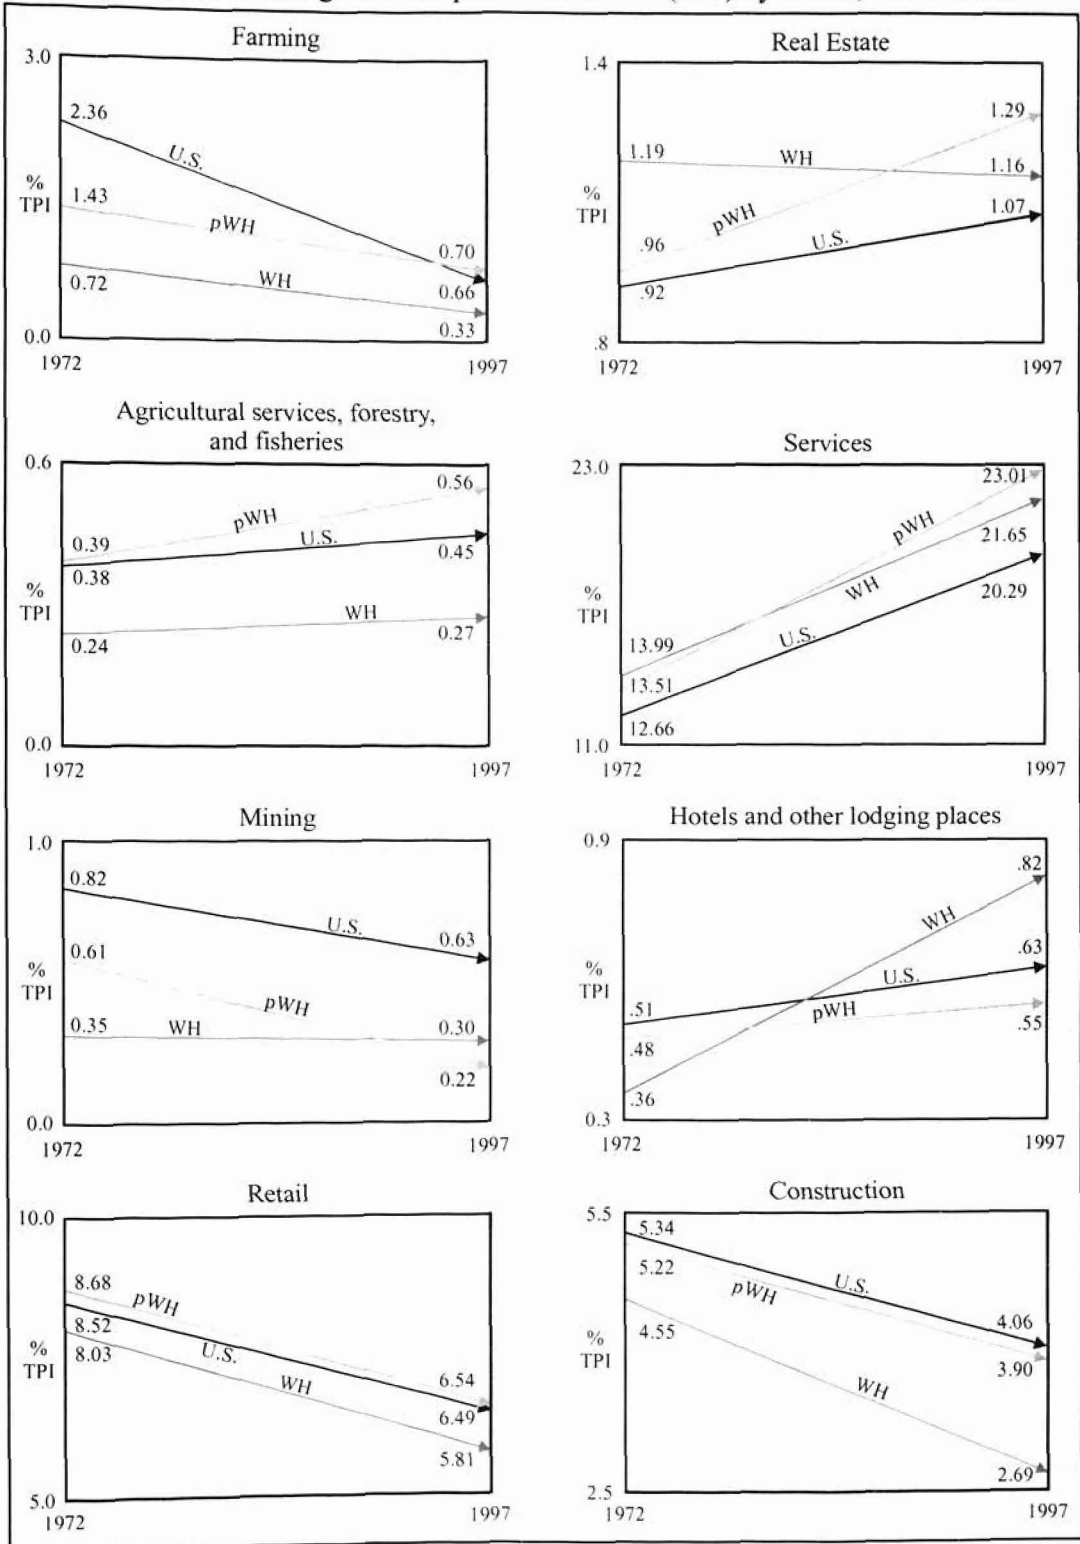 Farming
3.0
2.36
U.S.
%
TPI
1.43
pWH
0.70
0.72
WH
0.66
0.33
0.0
1972
1997
Real Estate
1.4
1.29
1.19
WH
1.16
%
TPI
pWH
1.07
.96
U.S.
.92
.8
1972
1997
Agricultural services, forestry,
and fisheries
0.6
0.56
pWH
0.39
U.S.
0.45
0.38
%
TPI
WH
0.27
0.24
0.0
1972
1997
Services
23.0
23.01
pWH
21.65
%
TPI
WH
20.29
13.99
U.S.
13.51
12.66
11.0
1972
1997
Mining
1.0
0.82
U.S.
0.63
0.61
%
TPI
pWH
0.35
WH
0.30
0.22
0.0
1972
1997
Hotels and other lodging places
0.9
.82
WH
.63
%
TPI
U.S.
.51
pWH
.55
.48
.36
0.3
1972
1997
Retail
10.0
8.68
pWH
8.52
%
TPI
U.S.
8.03
WH
6.54
6.49
5.81
5.0
1972
1997
Construction
5.5
5.34
5.22
U.S.
pWH
4.06
%
TPI
4.55
3.90
WH
2.69
2.5
1972
1997